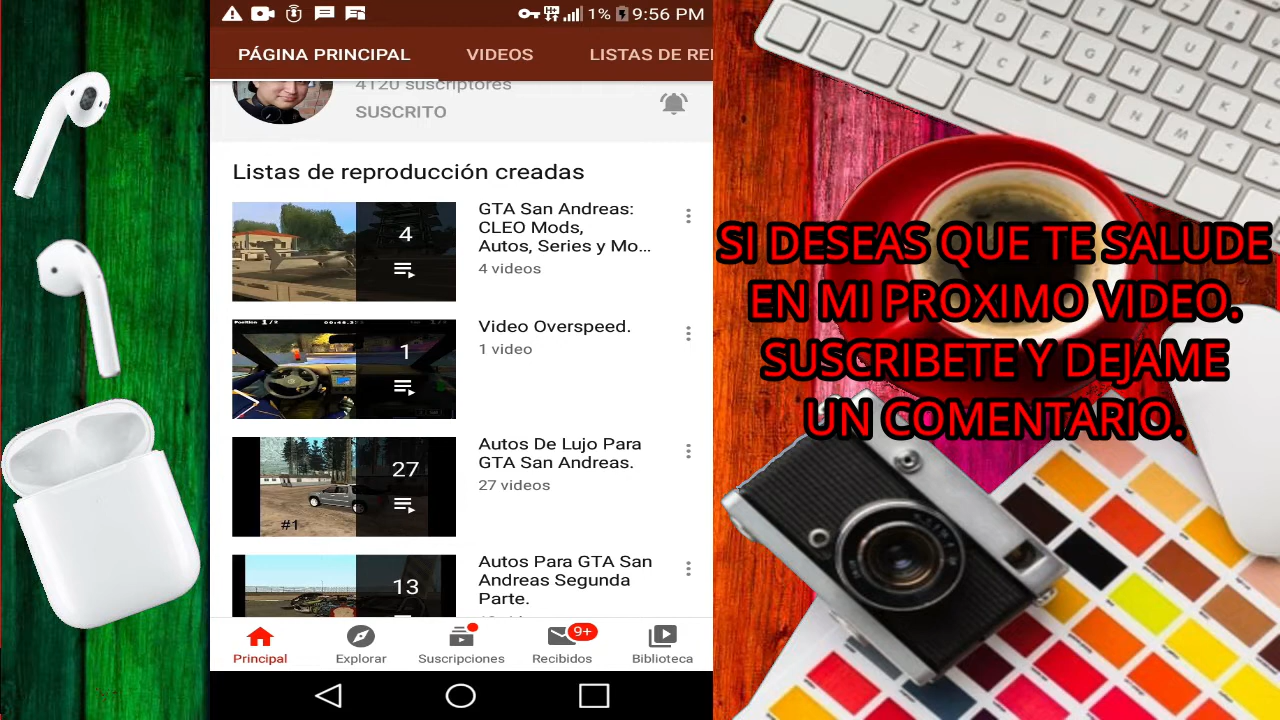 1% 9:56 PM
PÁGINA PRINCIPAL VIDEOS LISTAS DE RE
4120 suscriptores
SUSCRITO
Listas de reproducción creadas
GTA San Andreas:
CLEO Mods,
Autos, Series y Mo...
4 videos
4
Video Overspeed.
1 video
Position 1/2
1
Autos De Lujo Para
GTA San Andreas.
27 videos
27
#1
Autos Para GTA San
Andreas Segunda
Parte.
13
9+
Principal Explorar Suscripciones Recibidos Biblioteca
SI DESEAS QUE TE SALUDE
EN MI PROXIMO VIDEO.
SUSCRIBETE Y DEJAME
UN COMENTARIO.